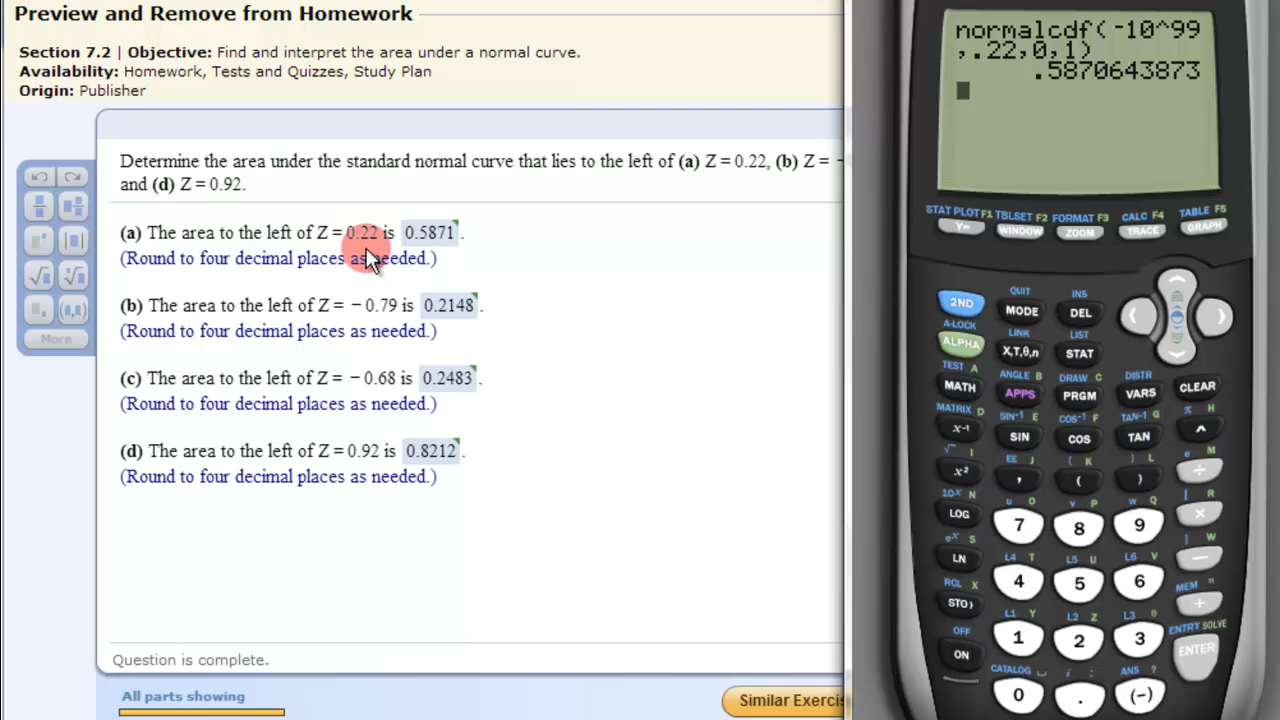 Preview and Remove from Homework
Section 7.2 | Objective: Find and interpret the area under a normal curve.
Availability: Homework, Tests and Quizzes, Study Plan
Origin: Publisher
Determine the area under the standard normal curve that lies to the left of (a) Z = 0.22, (b) Z = −
and (d) Z = 0.92.
(a) The area to the left of Z = 0.22 is 0.5871.
(Round to four decimal places as needed.)
(b) The area to the left of Z = −0.79 is 0.2148.
(Round to four decimal places as needed.)
(c) The area to the left of Z = −0.68 is 0.2483.
(Round to four decimal places as needed.)
(d) The area to the left of Z = 0.92 is 0.8212.
(Round to four decimal places as needed.)
More
Question is complete.
All parts showing
Similar Exercis
normalcdf(-10^99
,.22,0,1)
.5870643873
STAT PLOT F1 TBLSET F2 FORMAT F3 CALC F4 TABLE F5
Y= WINDOW ZOOM TRACE GRAPH
QUIT INS
2ND MODE DEL
A-LOCK LINK LIST
ALPHA X,T,θ,n STAT
TEST A ANGLE B DRAW C DISTR
MATH APPS PRGM VARS CLEAR
MATRIX D SIN⁻¹ E COS⁻¹ F TAN⁻¹ G π H
x⁻¹ SIN COS TAN ^
√ I EE J { K } L e M
x² , ( ) ÷
10ˣ N u O v P w Q [ R
LOG 7 8 9 ×
eˣ S L4 T L5 U L6 V ] W
LN 4 5 6 −
RCL X L1 Y L2 Z L3 θ MEM "
STO⟩ 1 2 3 +
OFF CATALOG ⎵ i : ANS ? ENTRY SOLVE
ON 0 . (-) ENTER